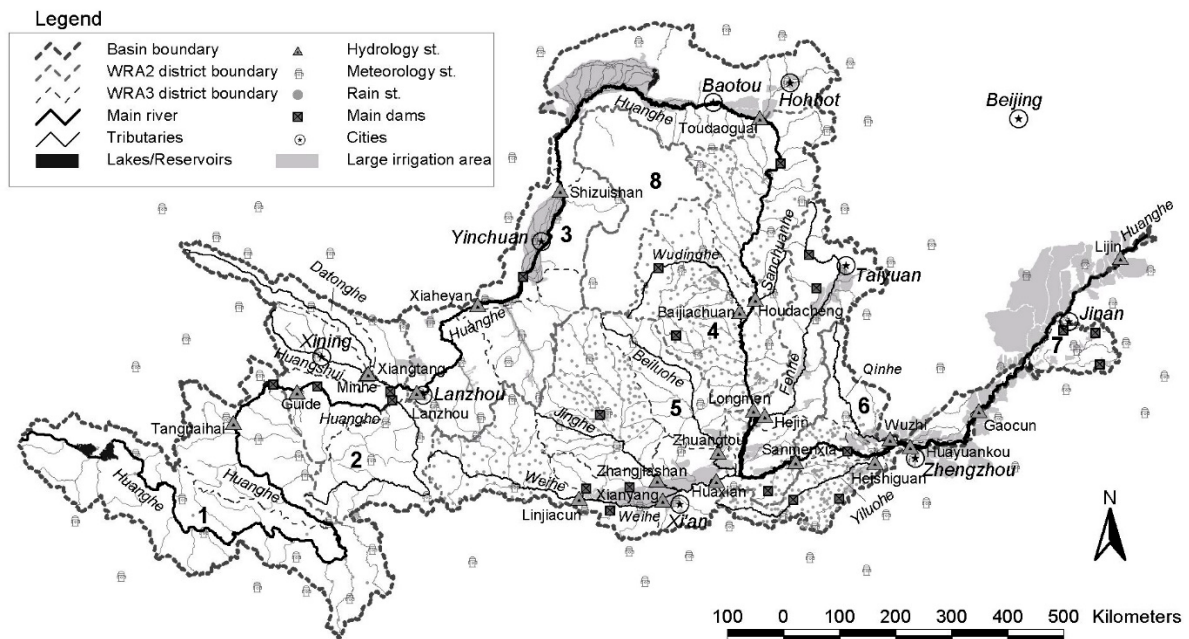 Legend
Basin boundary
Hydrology st.
WRA2 district boundary
Meteorology st.
WRA3 district boundary
Rain st.
Main river
Main dams
Tributaries
Cities
Lakes/Reservoirs
Large irrigation area
Baotou
Hohhot
Huanghe
Toudaoguai
Beijing
8
Shizuishan
Yinchuan
3
Wudinghe
Sanchuanhe
Taiyuan
Huanghe
Lijin
Datonghe
Xiaheyan
Huanghe
Baijiachuan
Houdacheng
4
Jinan
7
Xining
Huangshui
Xiangtang
Minhe
Beiluohe
Fenhe
Qinhe
Guide
Huanghe
Lanzhou
Lanzhou
Longmen
Hejin
6
Gaocun
Tangnaihai
Jinghe
5
Wuzhi
2
Zhuangtou
Sanmenxia
Huayuankou
Zhengzhou
Huanghe
Huanghe
Weihe
Zhangjiashan
Huaxian
Heishiguan
1
Linjiacun
Xianyang
Weihe
Xi'an
Yiluohe
N
100 0 100 200 300 400 500 Kilometers